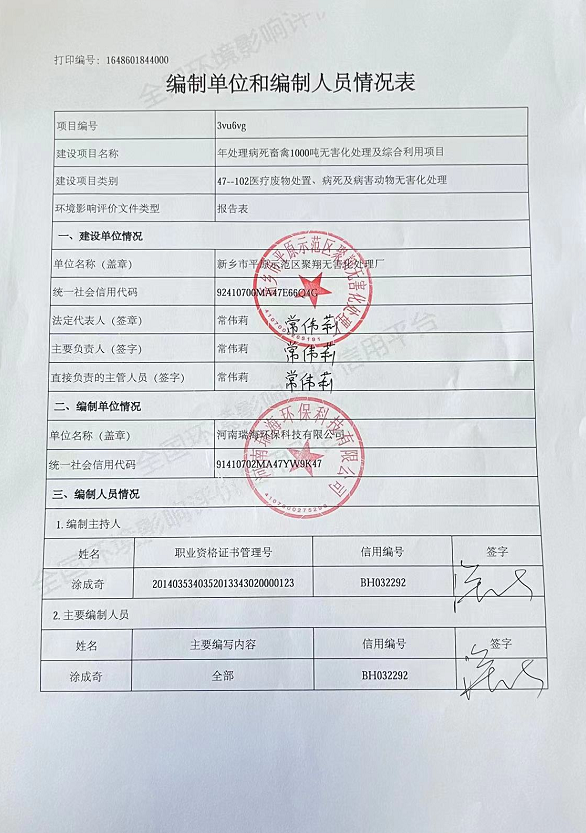 打印编号：1648601844000
编制单位和编制人员情况表
项目编号 3vu6vg
建设项目名称 年处理病死畜禽1000吨无害化处理及综合利用项目
建设项目类别 47--102医疗废物处置、病死及病害动物无害化处理
环境影响评价文件类型 报告表
一、建设单位情况
单位名称（盖章） 新乡市平原示范区聚翔无害化处理厂
统一社会信用代码 92410700MA47E66Q4G
法定代表人（签章） 常伟莉 常伟莉
主要负责人（签字） 常伟莉 常伟莉
直接负责的主管人员（签字） 常伟莉 常伟莉
二、编制单位情况
单位名称（盖章） 河南瑞海环保科技有限公司
统一社会信用代码 91410702MA47YW9K47
三、编制人员情况
1.编制主持人
姓名 职业资格证书管理号 信用编号 签字
涂成奇 2014035340352013343020000123 BH032292
2.主要编制人员
姓名 主要编写内容 信用编号 签字
涂成奇 全部 BH032292
河南瑞海环保科技有限公司